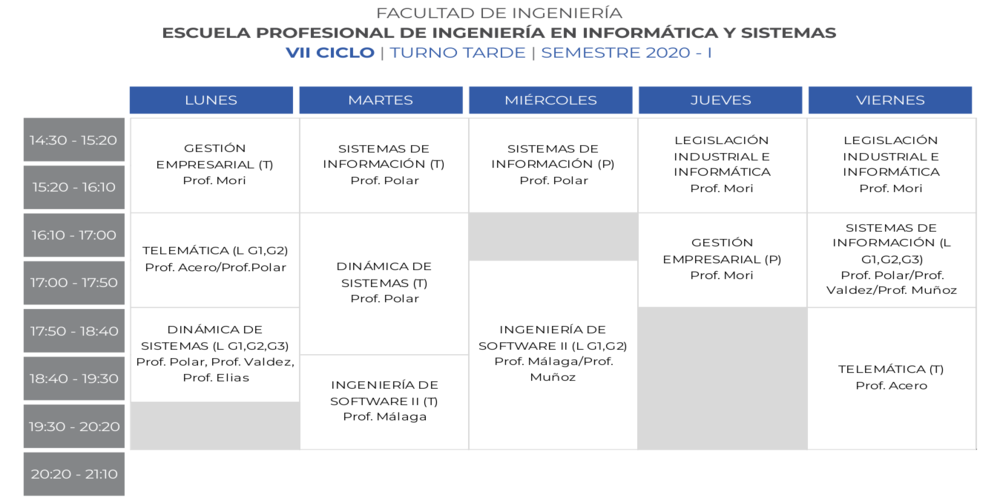 FACULTAD DE INGENIERÍA
ESCUELA PROFESIONAL DE INGENIERÍA EN INFORMÁTICA Y SISTEMAS
VII CICLO | TURNO TARDE | SEMESTRE 2020 - I
LUNES
MARTES
MIÉRCOLES
JUEVES
VIERNES
14:30 - 15:20
15:20 - 16:10
16:10 - 17:00
17:00 - 17:50
17:50 - 18:40
18:40 - 19:30
19:30 - 20:20
20:20 - 21:10
GESTIÓN
EMPRESARIAL (T)
Prof. Mori
TELEMÁTICA (L G1,G2)
Prof. Acero/Prof.Polar
DINÁMICA DE
SISTEMAS (L G1,G2,G3)
Prof. Polar, Prof. Valdez,
Prof. Elias
SISTEMAS DE
INFORMACIÓN (T)
Prof. Polar
DINÁMICA DE
SISTEMAS (T)
Prof. Polar
INGENIERÍA DE
SOFTWARE II (T)
Prof. Málaga
SISTEMAS DE
INFORMACIÓN (P)
Prof. Polar
INGENIERÍA DE
SOFTWARE II (L G1,G2)
Prof. Málaga/Prof.
Muñoz
LEGISLACIÓN
INDUSTRIAL E
INFORMÁTICA
Prof. Mori
GESTIÓN
EMPRESARIAL (P)
Prof. Mori
LEGISLACIÓN
INDUSTRIAL E
INFORMÁTICA
Prof. Mori
SISTEMAS DE
INFORMACIÓN (L
G1,G2,G3)
Prof. Polar/Prof.
Valdez/Prof. Muñoz
TELEMÁTICA (T)
Prof. Acero